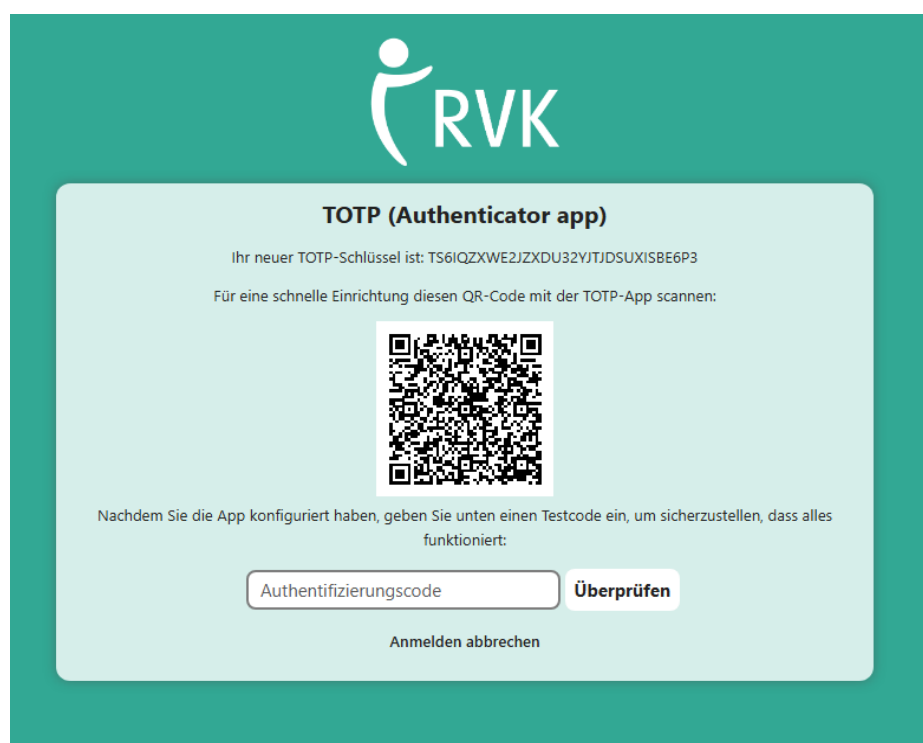 RVK
TOTP (Authenticator app)
Ihr neuer TOTP-Schlüssel ist: TS6IQZXWE2JZXDU32YJTJDSUXISBE6P3
Für eine schnelle Einrichtung diesen QR-Code mit der TOTP-App scannen:
Nachdem Sie die App konfiguriert haben, geben Sie unten einen Testcode ein, um sicherzustellen, dass alles
funktioniert:
Authentifizierungscode
Überprüfen
Anmelden abbrechen